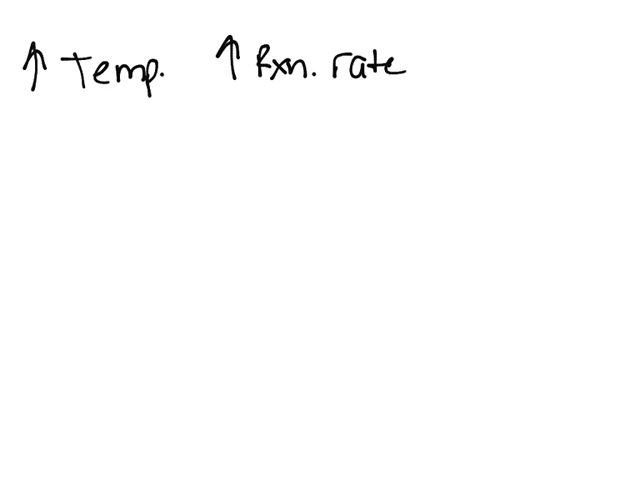 ↑ Temp. ↑ Rxn. rate